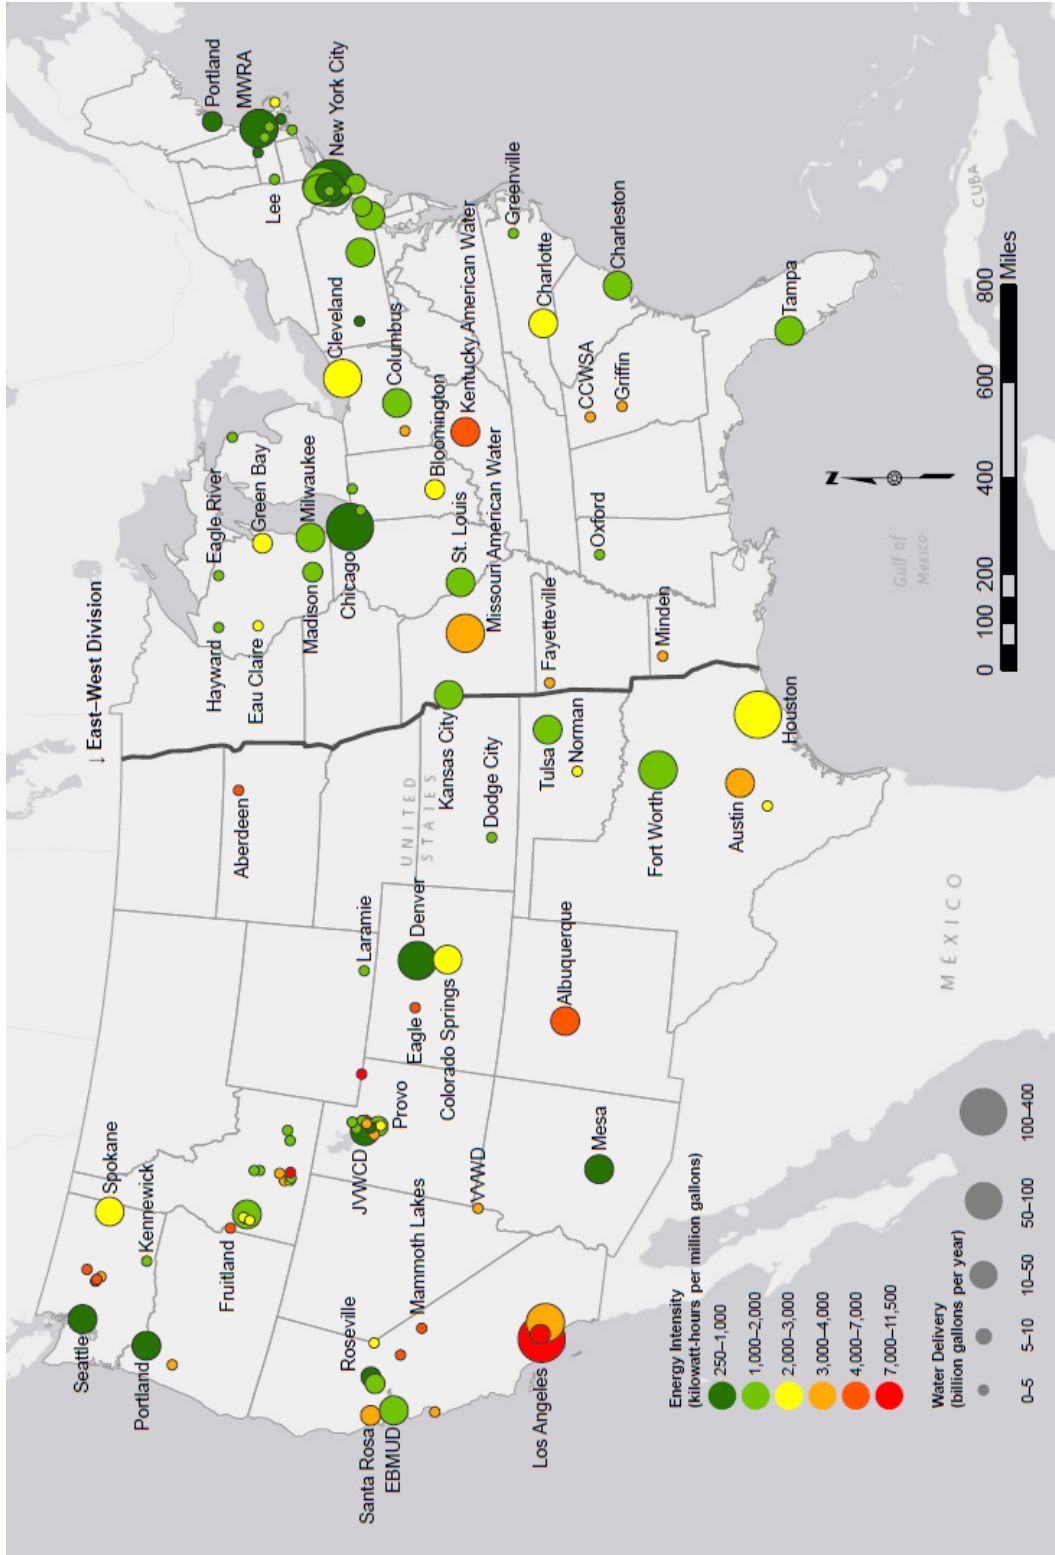 ↓ East–West Division
Seattle
Spokane
Kennewick
Portland
Fruitland
Aberdeen
Hayward
Eagle River
Eau Claire
Green Bay
Madison
Milwaukee
Chicago
Portland
MWRA
Lee
New York City
Cleveland
Columbus
Bloomington
Kentucky American Water
St. Louis
Missouri American Water
Kansas City
Dodge City
UNITED
STATES
Laramie
Denver
Eagle
Colorado Springs
JVWCD
Provo
Roseville
Santa Rosa
EBMUD
Mammoth Lakes
VVWD
Los Angeles
Mesa
Albuquerque
Tulsa
Norman
Fayetteville
Fort Worth
Austin
Houston
Minden
Oxford
CCWSA
Griffin
Charlotte
Greenville
Charleston
Tampa
Gulf of
Mexico
CUBA
MÉXICO
N
0 100 200 400 600 800
Miles
Energy Intensity
(kilowatt-hours per million gallons)
250–1,000
1,000–2,000
2,000–3,000
3,000–4,000
4,000–7,000
7,000–11,500
Water Delivery
(billion gallons per year)
0–5 5–10 10–50 50–100 100–400